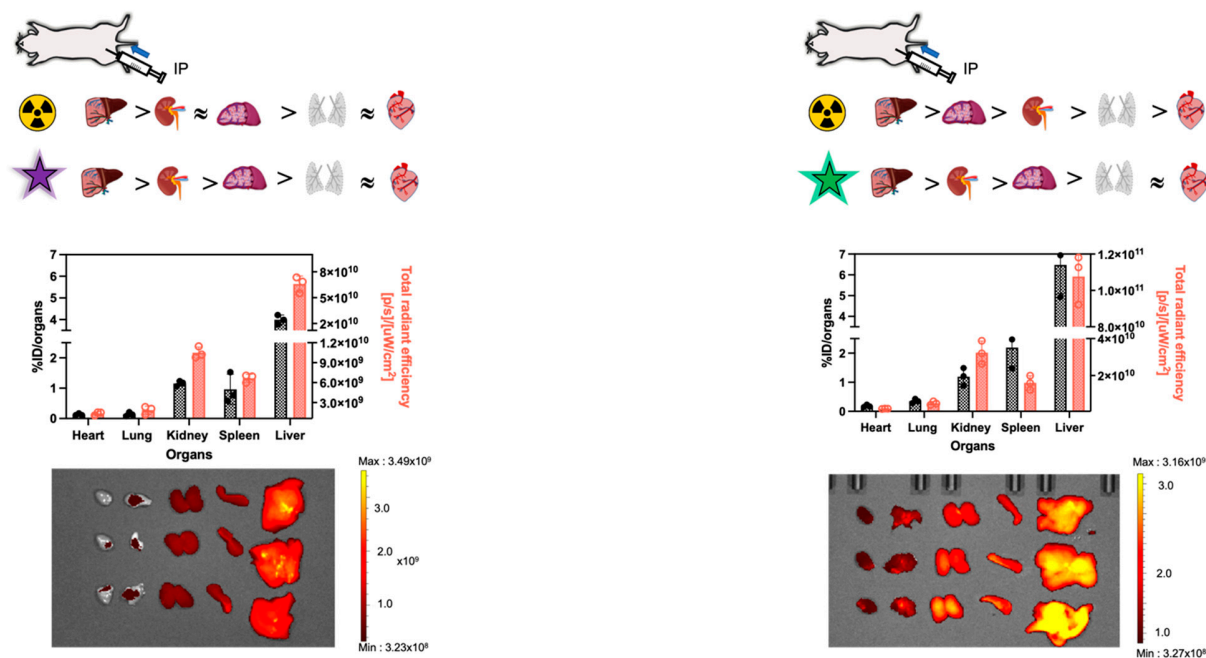 IP
> ≈ > ≈
> > > ≈
7
6
5
4
2
1
0
%ID/organs
8×10¹⁰
5×10¹⁰
2×10¹⁰
1.2×10¹⁰
9.0×10⁹
6.0×10⁹
3.0×10⁹
Total radiant efficiency
[p/s]/[uW/cm²]
Heart Lung Kidney Spleen Liver
Organs
Max : 3.49x10⁹
3.0
2.0
x10⁹
1.0
Min : 3.23x10⁸
IP
> > > >
> > > ≈
7
6
5
4
3
2
1
0
%ID/organs
1.2×10¹¹
1.0×10¹¹
8.0×10¹⁰
4×10¹⁰
2×10¹⁰
Total radiant efficiency
[p/s]/[uW/cm²]
Heart Lung Kidney Spleen Liver
Organs
Max : 3.16x10⁹
3.0
2.0
1.0
Min : 3.27x10⁸